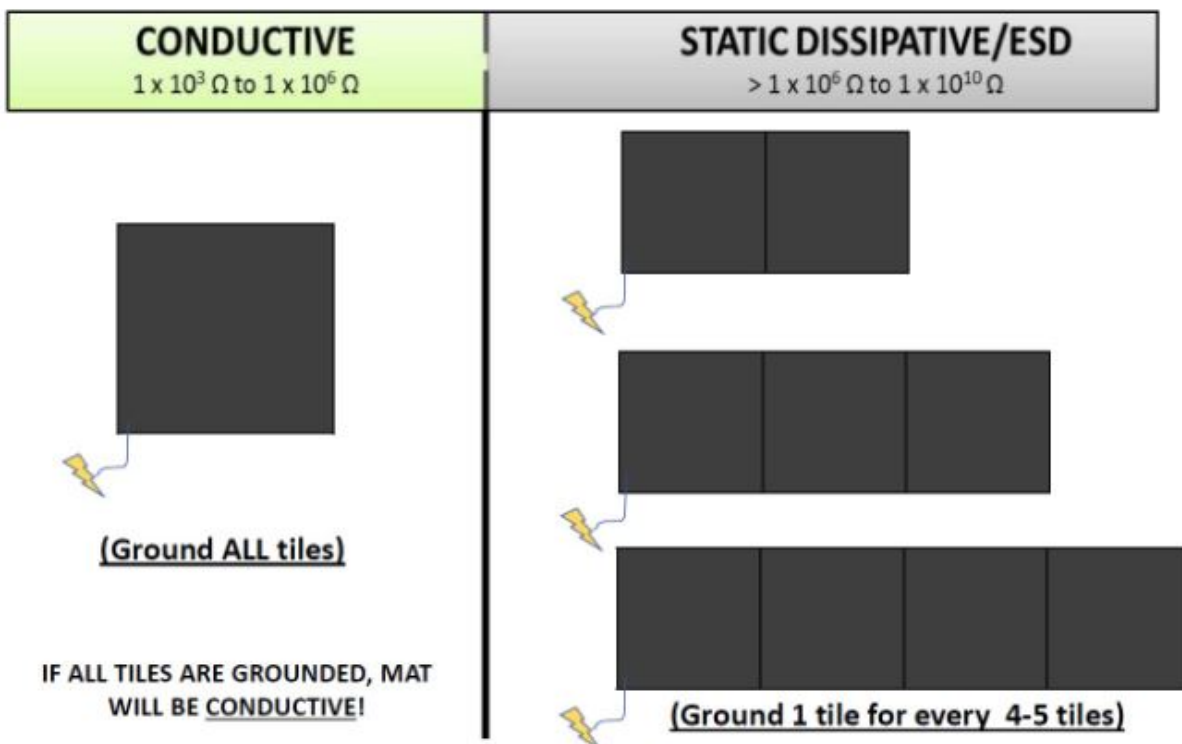 CONDUCTIVE
1 x 10³ Ω to 1 x 10⁶ Ω
(Ground ALL tiles)
IF ALL TILES ARE GROUNDED, MAT
WILL BE CONDUCTIVE!
STATIC DISSIPATIVE/ESD
> 1 x 10⁶ Ω to 1 x 10¹⁰ Ω
(Ground 1 tile for every 4-5 tiles)